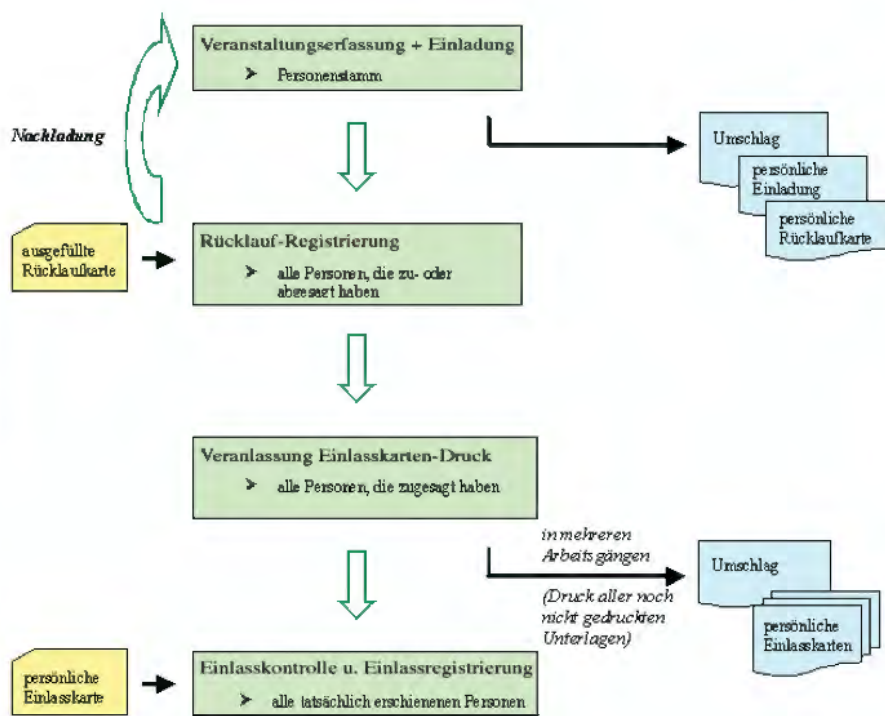 Veranstaltungserfassung + Einladung
➤ Personenstamm
Nachladung
Umschlag
persönliche
Einladung
persönliche
Rücklaufkarte
ausgefüllte
Rücklaufkarte
Rücklauf-Registrierung
➤ alle Personen, die zu- oder
abgesagt haben
Veranlassung Einlasskarten-Druck
➤ alle Personen, die zugesagt haben
in mehreren
Arbeitsgängen
(Druck aller noch
nicht gedruckten
Unterlagen)
Umschlag
persönliche
Einlasskarten
persönliche
Einlasskarte
Einlasskontrolle u. Einlassregistrierung
➤ alle tatsächlich erschienenen Personen